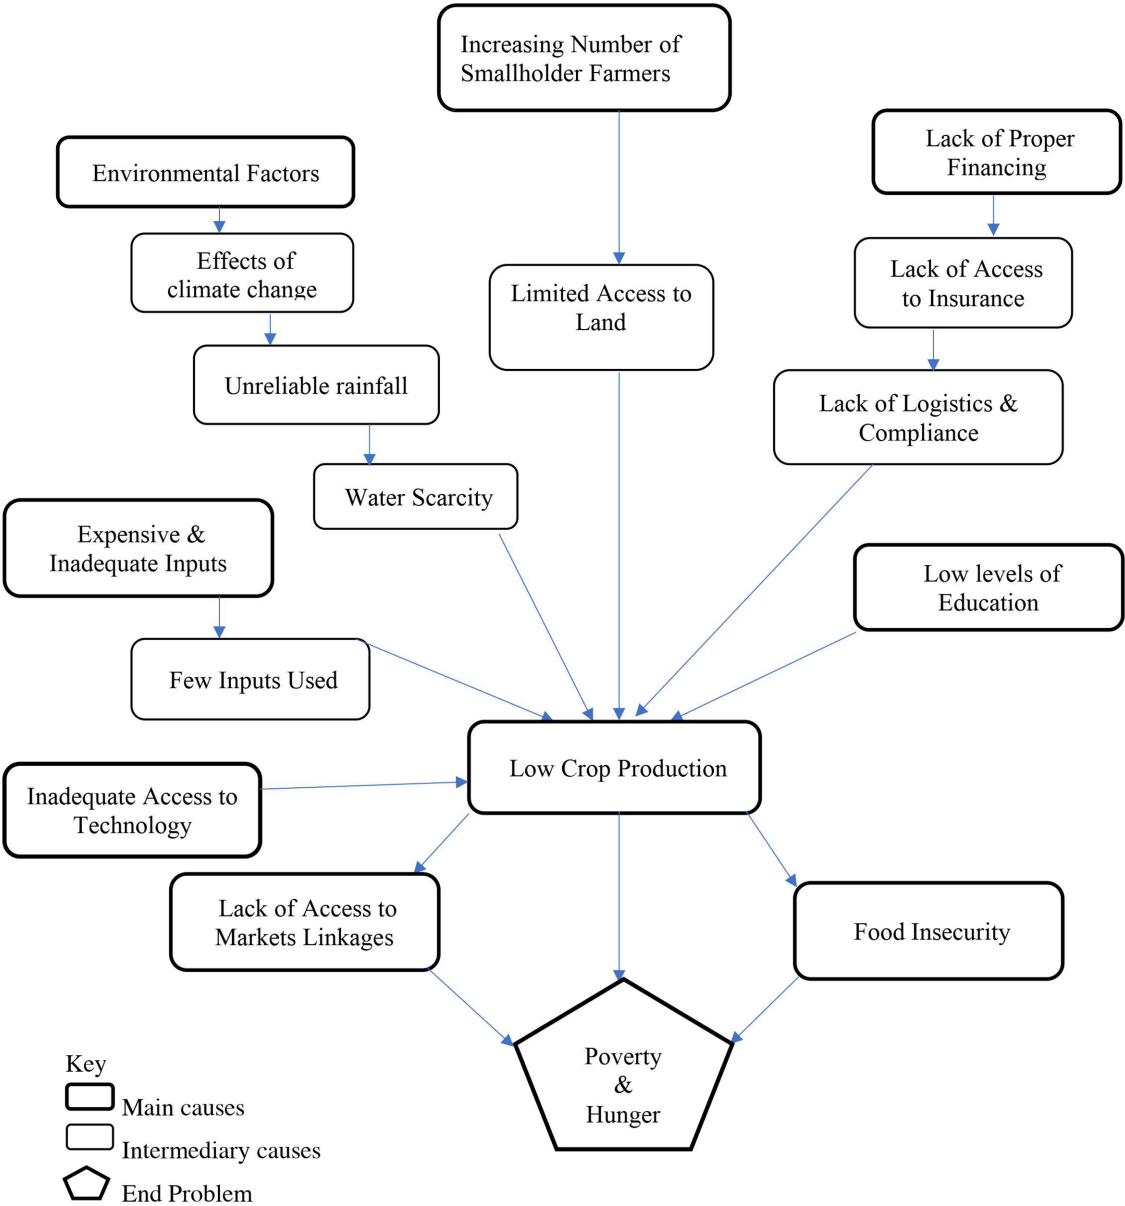 Increasing Number of
Smallholder Farmers
Lack of Proper
Financing
Environmental Factors
Effects of
climate change
Lack of Access
to Insurance
Limited Access to
Land
Unreliable rainfall
Lack of Logistics &
Compliance
Water Scarcity
Expensive &
Inadequate Inputs
Low levels of
Education
Few Inputs Used
Low Crop Production
Inadequate Access to
Technology
Lack of Access to
Markets Linkages
Food Insecurity
Poverty
&
Hunger
Key
Main causes
Intermediary causes
End Problem